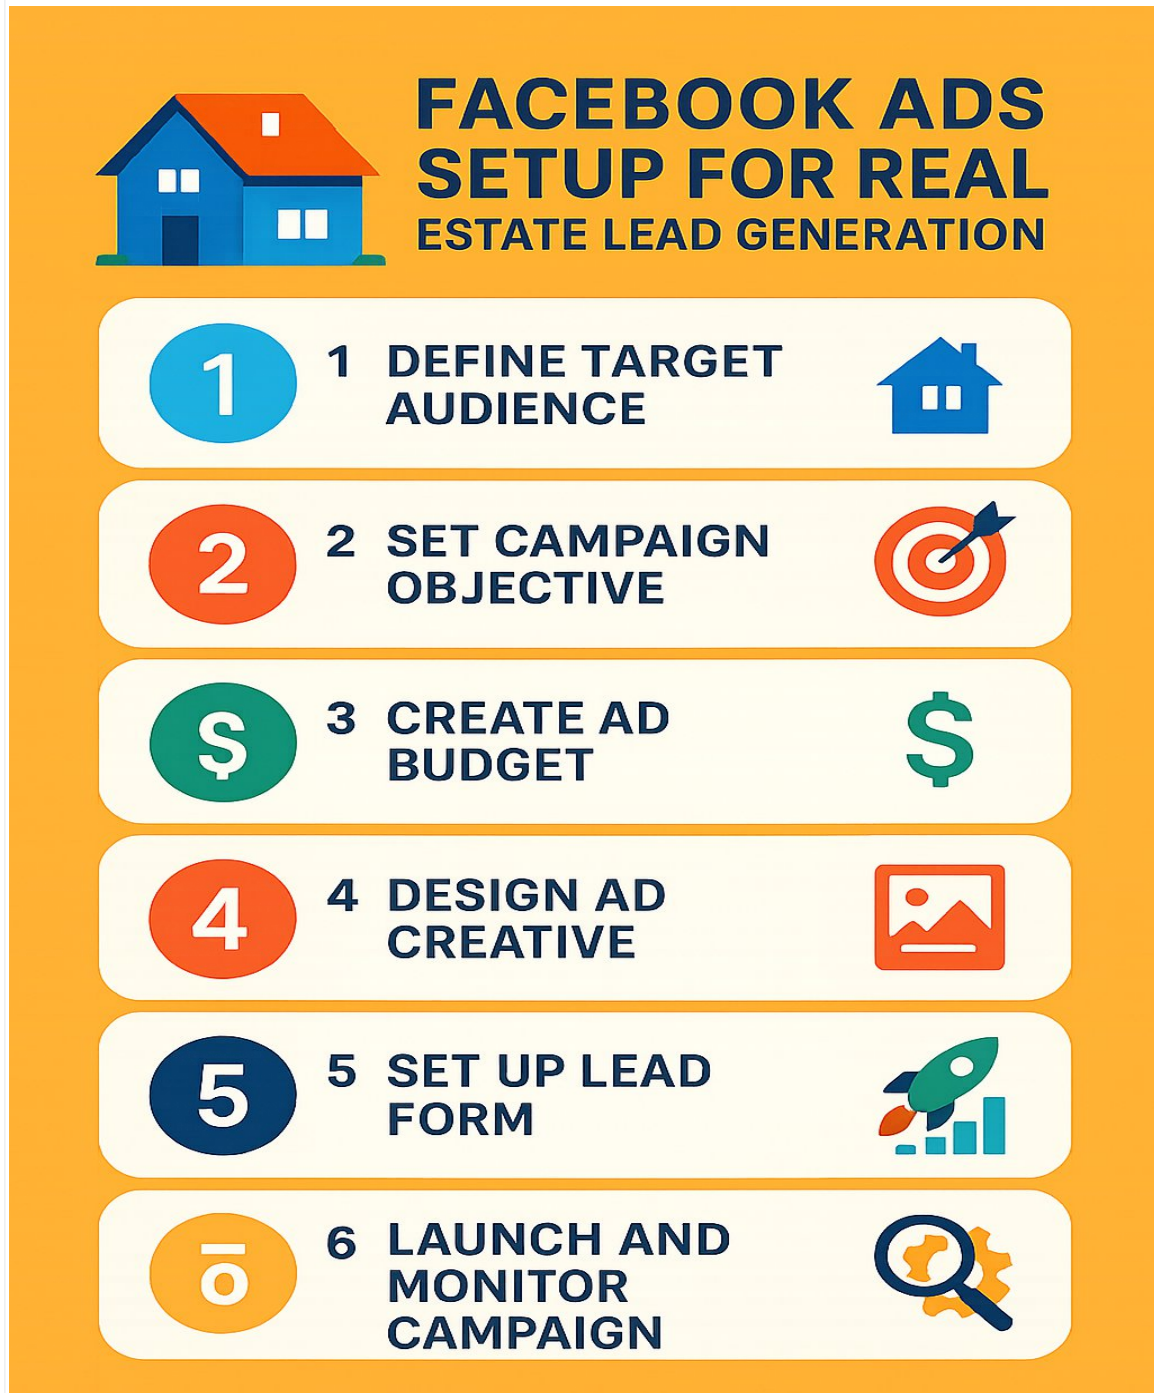 FACEBOOK ADS
SETUP FOR REAL
ESTATE LEAD GENERATION
1
1 DEFINE TARGET
AUDIENCE
2
2 SET CAMPAIGN
OBJECTIVE
$
3 CREATE AD
BUDGET
$
4
4 DESIGN AD
CREATIVE
5
5 SET UP LEAD
FORM
ō
6 LAUNCH AND
MONITOR
CAMPAIGN